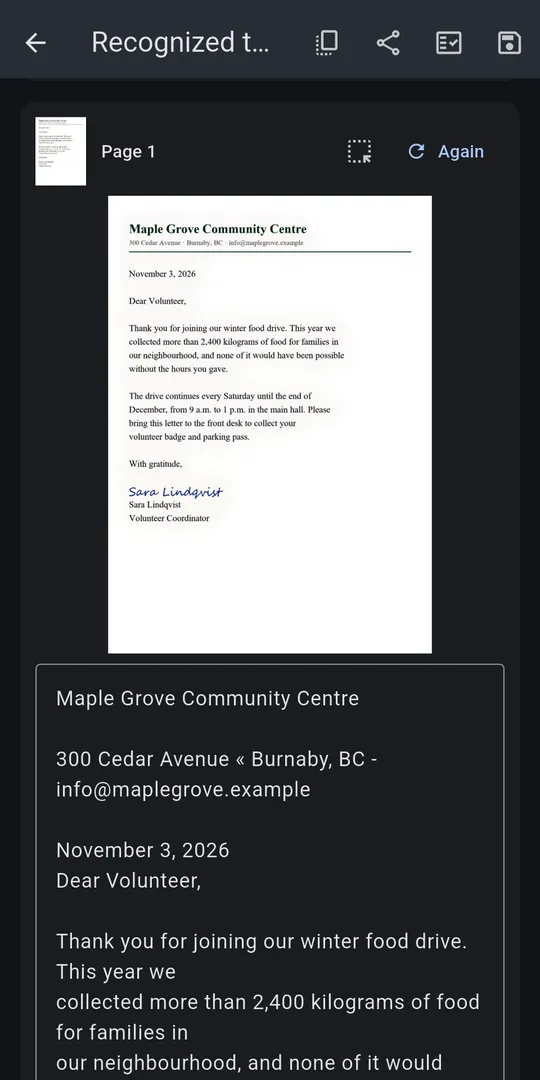 Recognized t...
Page 1
Again
Maple Grove Community Centre
300 Cedar Avenue · Burnaby, BC · info@maplegrove.example
November 3, 2026
Dear Volunteer,
Thank you for joining our winter food drive. This year we
collected more than 2,400 kilograms of food for families in
our neighbourhood, and none of it would have been possible
without the hours you gave.
The drive continues every Saturday until the end of
December, from 9 a.m. to 1 p.m. in the main hall. Please
bring this letter to the front desk to collect your
volunteer badge and parking pass.
With gratitude,
Sara Lindqvist
Sara Lindqvist
Volunteer Coordinator
Maple Grove Community Centre
300 Cedar Avenue « Burnaby, BC -
info@maplegrove.example
November 3, 2026
Dear Volunteer,
Thank you for joining our winter food drive.
This year we
collected more than 2,400 kilograms of food
for families in
our neighbourhood, and none of it would